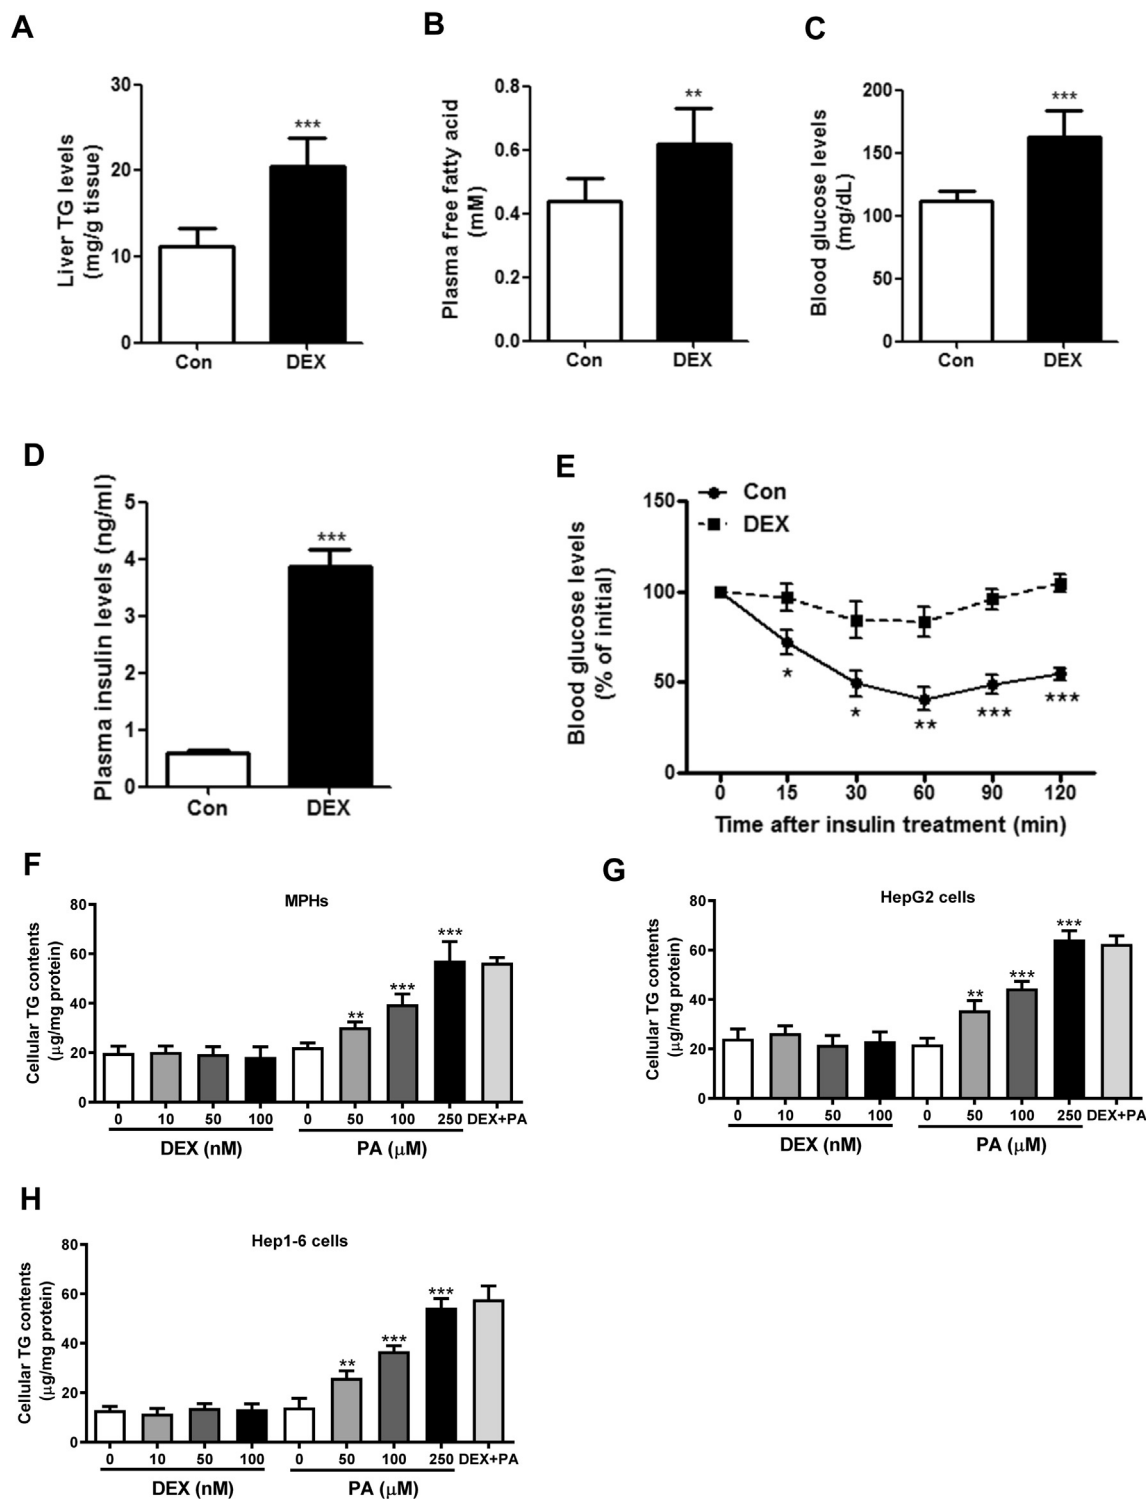 A
Liver TG levels
(mg/g tissue)
30
20
10
0
***
Con
DEX
B
Plasma free fatty acid
(mM)
0.8
0.6
0.4
0.2
0.0
**
Con
DEX
C
Blood glucose levels
(mg/dL)
200
150
100
50
0
***
Con
DEX
D
Plasma insulin levels (ng/ml)
5
4
3
2
1
0
***
Con
DEX
E
Blood glucose levels
(% of initial)
150
100
50
0
Con
DEX
*
*
**
***
***
0 15 30 60 90 120
Time after insulin treatment (min)
F
MPHs
Cellular TG contents
(μg/mg protein)
80
60
40
20
0
**
***
***
0 10 50 100 0 50 100 250 DEX+PA
DEX (nM) PA (μM)
G
HepG2 cells
Cellular TG contents
(μg/mg protein)
80
60
40
20
0
**
***
***
0 10 50 100 0 50 100 250 DEX+PA
DEX (nM) PA (μM)
H
Hep1-6 cells
Cellular TG contents
(μg/mg protein)
80
60
40
20
0
**
***
***
0 10 50 100 0 50 100 250 DEX+PA
DEX (nM) PA (μM)